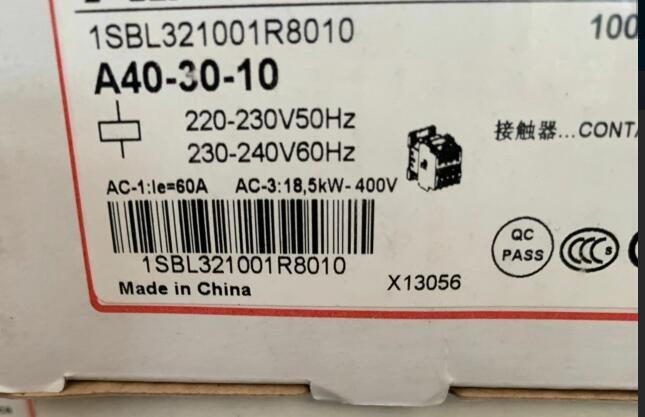 1SBL321001R8010
100
A40-30-10
220-230V50Hz
230-240V60Hz
接触器...CONTA
AC-1:Ie=60A AC-3:18,5kW-400V
QC
PASS
CCC S
1SBL321001R8010
Made in China
X13056